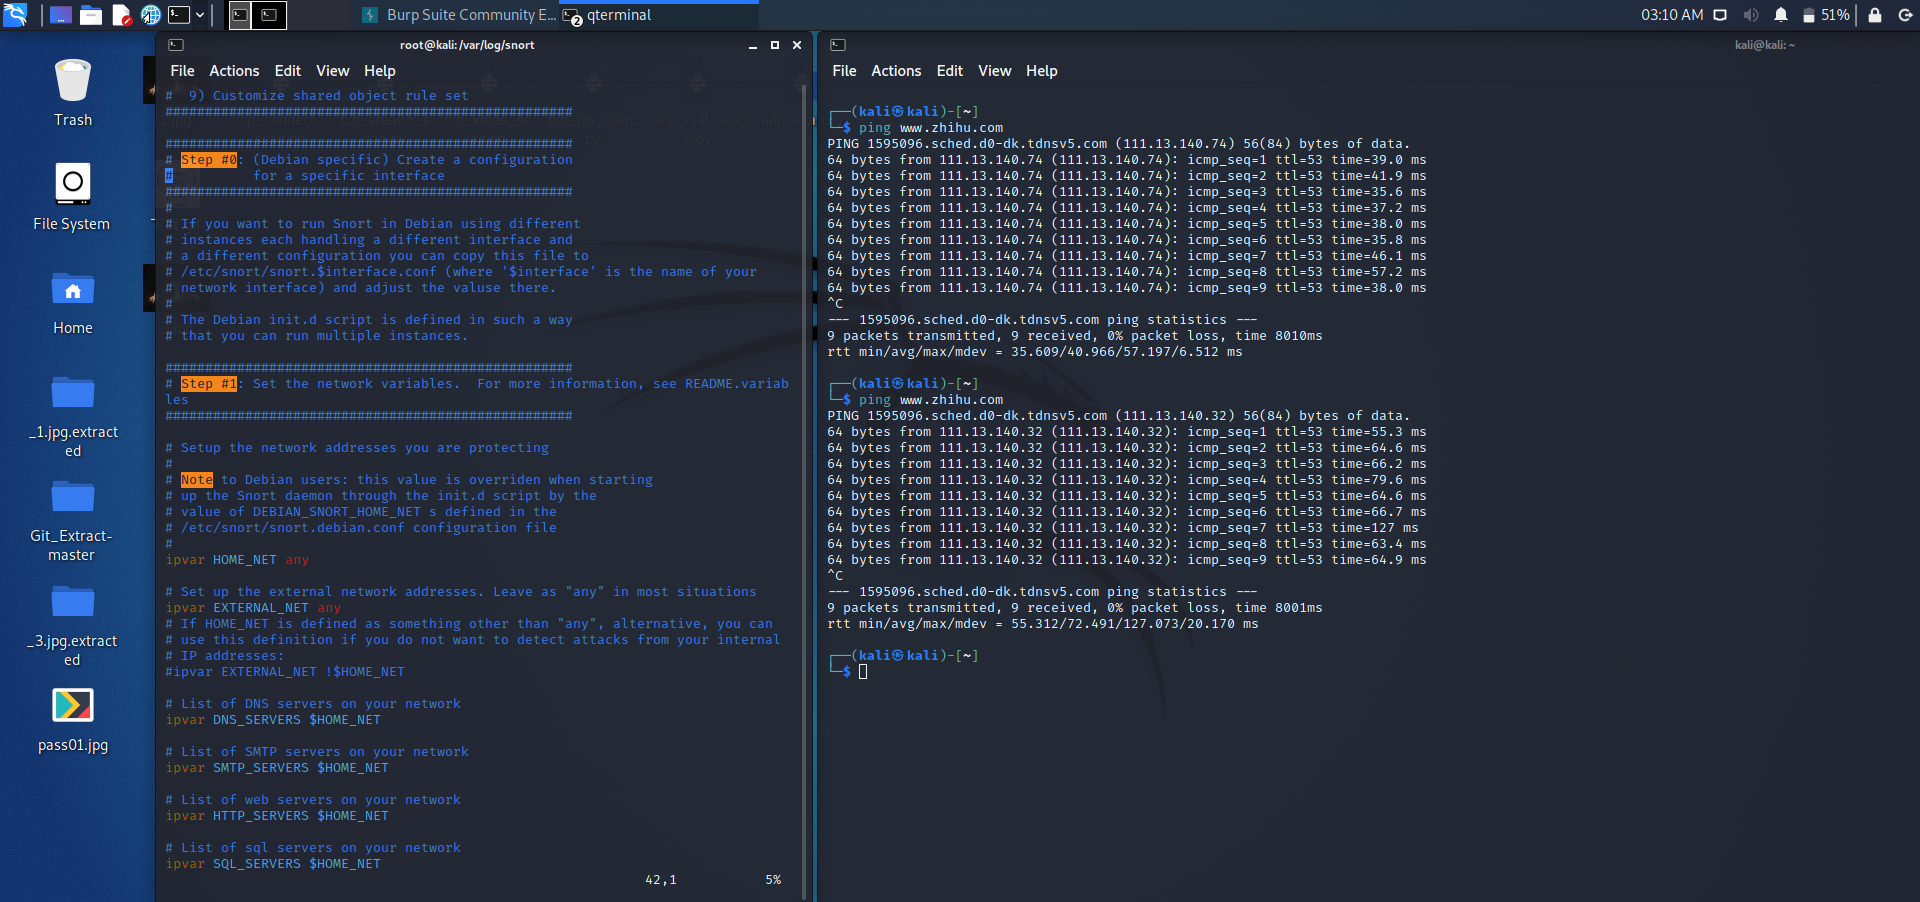 Burp Suite Community E...
2
qterminal
03:10 AM
51%
Trash
File System
Home
_1.jpg.extract
ed
Git_Extract-
master
_3.jpg.extract
ed
pass01.jpg
root@kali: /var/log/snort
File Actions Edit View Help
#  9) Customize shared object rule set
###################################################
###################################################
# Step #0: (Debian specific) Create a configuration
#          for a specific interface
###################################################
#
# If you want to run Snort in Debian using different
# instances each handling a different interface and
# a different configuration you can copy this file to
# /etc/snort/snort.$interface.conf (where '$interface' is the name of your
# network interface) and adjust the valuse there.
#
# The Debian init.d script is defined in such a way
# that you can run multiple instances.
###################################################
# Step #1: Set the network variables.  For more information, see README.variab
les
###################################################
# Setup the network addresses you are protecting
#
# Note to Debian users: this value is overriden when starting
# up the Snort daemon through the init.d script by the
# value of DEBIAN_SNORT_HOME_NET s defined in the
# /etc/snort/snort.debian.conf configuration file
#
ipvar HOME_NET any
# Set up the external network addresses. Leave as "any" in most situations
ipvar EXTERNAL_NET any
# If HOME_NET is defined as something other than "any", alternative, you can
# use this definition if you do not want to detect attacks from your internal
# IP addresses:
#ipvar EXTERNAL_NET !$HOME_NET
# List of DNS servers on your network
ipvar DNS_SERVERS $HOME_NET
# List of SMTP servers on your network
ipvar SMTP_SERVERS $HOME_NET
# List of web servers on your network
ipvar HTTP_SERVERS $HOME_NET
# List of sql servers on your network
ipvar SQL_SERVERS $HOME_NET
42,1          5%
kali@kali: ~
File Actions Edit View Help
┌──(kali㉿kali)-[~]
└─$ ping www.zhihu.com
PING 1595096.sched.d0-dk.tdnsv5.com (111.13.140.74) 56(84) bytes of data.
64 bytes from 111.13.140.74 (111.13.140.74): icmp_seq=1 ttl=53 time=39.0 ms
64 bytes from 111.13.140.74 (111.13.140.74): icmp_seq=2 ttl=53 time=41.9 ms
64 bytes from 111.13.140.74 (111.13.140.74): icmp_seq=3 ttl=53 time=35.6 ms
64 bytes from 111.13.140.74 (111.13.140.74): icmp_seq=4 ttl=53 time=37.2 ms
64 bytes from 111.13.140.74 (111.13.140.74): icmp_seq=5 ttl=53 time=38.0 ms
64 bytes from 111.13.140.74 (111.13.140.74): icmp_seq=6 ttl=53 time=35.8 ms
64 bytes from 111.13.140.74 (111.13.140.74): icmp_seq=7 ttl=53 time=46.1 ms
64 bytes from 111.13.140.74 (111.13.140.74): icmp_seq=8 ttl=53 time=57.2 ms
64 bytes from 111.13.140.74 (111.13.140.74): icmp_seq=9 ttl=53 time=38.0 ms
^C
--- 1595096.sched.d0-dk.tdnsv5.com ping statistics ---
9 packets transmitted, 9 received, 0% packet loss, time 8010ms
rtt min/avg/max/mdev = 35.609/40.966/57.197/6.512 ms
┌──(kali㉿kali)-[~]
└─$ ping www.zhihu.com
PING 1595096.sched.d0-dk.tdnsv5.com (111.13.140.32) 56(84) bytes of data.
64 bytes from 111.13.140.32 (111.13.140.32): icmp_seq=1 ttl=53 time=55.3 ms
64 bytes from 111.13.140.32 (111.13.140.32): icmp_seq=2 ttl=53 time=64.6 ms
64 bytes from 111.13.140.32 (111.13.140.32): icmp_seq=3 ttl=53 time=66.2 ms
64 bytes from 111.13.140.32 (111.13.140.32): icmp_seq=4 ttl=53 time=79.6 ms
64 bytes from 111.13.140.32 (111.13.140.32): icmp_seq=5 ttl=53 time=64.6 ms
64 bytes from 111.13.140.32 (111.13.140.32): icmp_seq=6 ttl=53 time=66.7 ms
64 bytes from 111.13.140.32 (111.13.140.32): icmp_seq=7 ttl=53 time=127 ms
64 bytes from 111.13.140.32 (111.13.140.32): icmp_seq=8 ttl=53 time=63.4 ms
64 bytes from 111.13.140.32 (111.13.140.32): icmp_seq=9 ttl=53 time=64.9 ms
^C
--- 1595096.sched.d0-dk.tdnsv5.com ping statistics ---
9 packets transmitted, 9 received, 0% packet loss, time 8001ms
rtt min/avg/max/mdev = 55.312/72.491/127.073/20.170 ms
┌──(kali㉿kali)-[~]
└─$